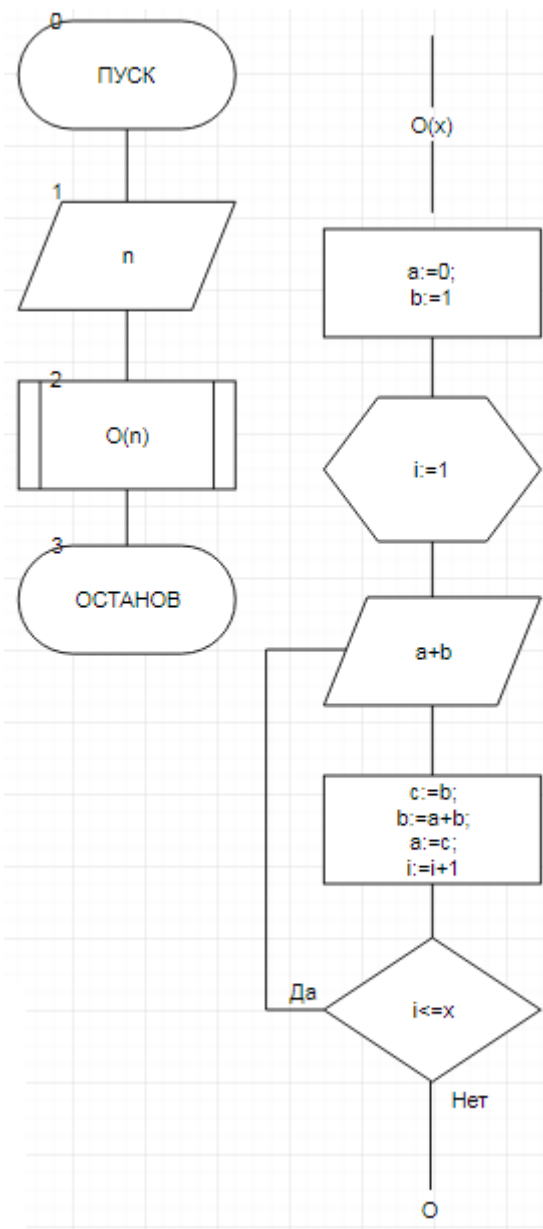 0
ПУСК
1
n
2
O(n)
3
ОСТАНОВ
O(x)
a:=0;
b:=1
i:=1
a+b
c:=b;
b:=a+b;
a:=c;
i:=i+1
Да
i<=x
Нет
O